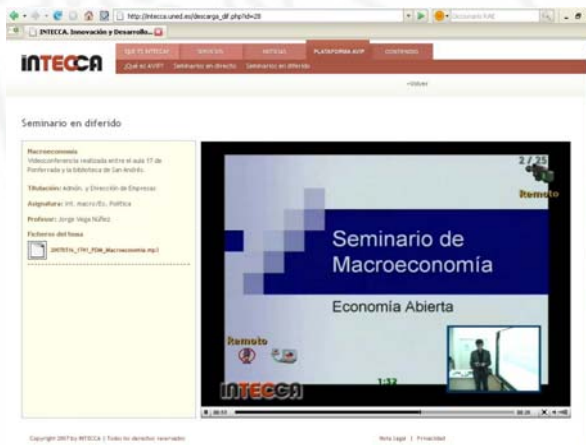 http://intecca.uned.es/descarga_dif.php?id=28
Diccionario RAE
INTECCA. Innovación y Desarrollo...
INTECCA
QUÉ ES INTECCA?
SERVICIOS
NOTICIAS
PLATAFORMA AVIP
CONTENIDOS
¿Qué es AVIP?
Seminarios en directo
Seminarios en diferido
«Volver
Seminario en diferido
Macroeconomía
Videoconferencia realizada entre el aula 17 de
Ponferrada y la biblioteca de San Andrés.
Titulación: Admón. y Dirección de Empresas
Asignatura: Int. macro/Ec. Política
Profesor: Jorge Vega Núñez
Ficheros del tema
2 / 25
Remoto
Seminario de
Macroeconomía
Economía Abierta
Remoto
INTECCA
1:32
Copyright 2007 by INTECCA | Todos los derechos reservados
Nota Legal | Privacidad